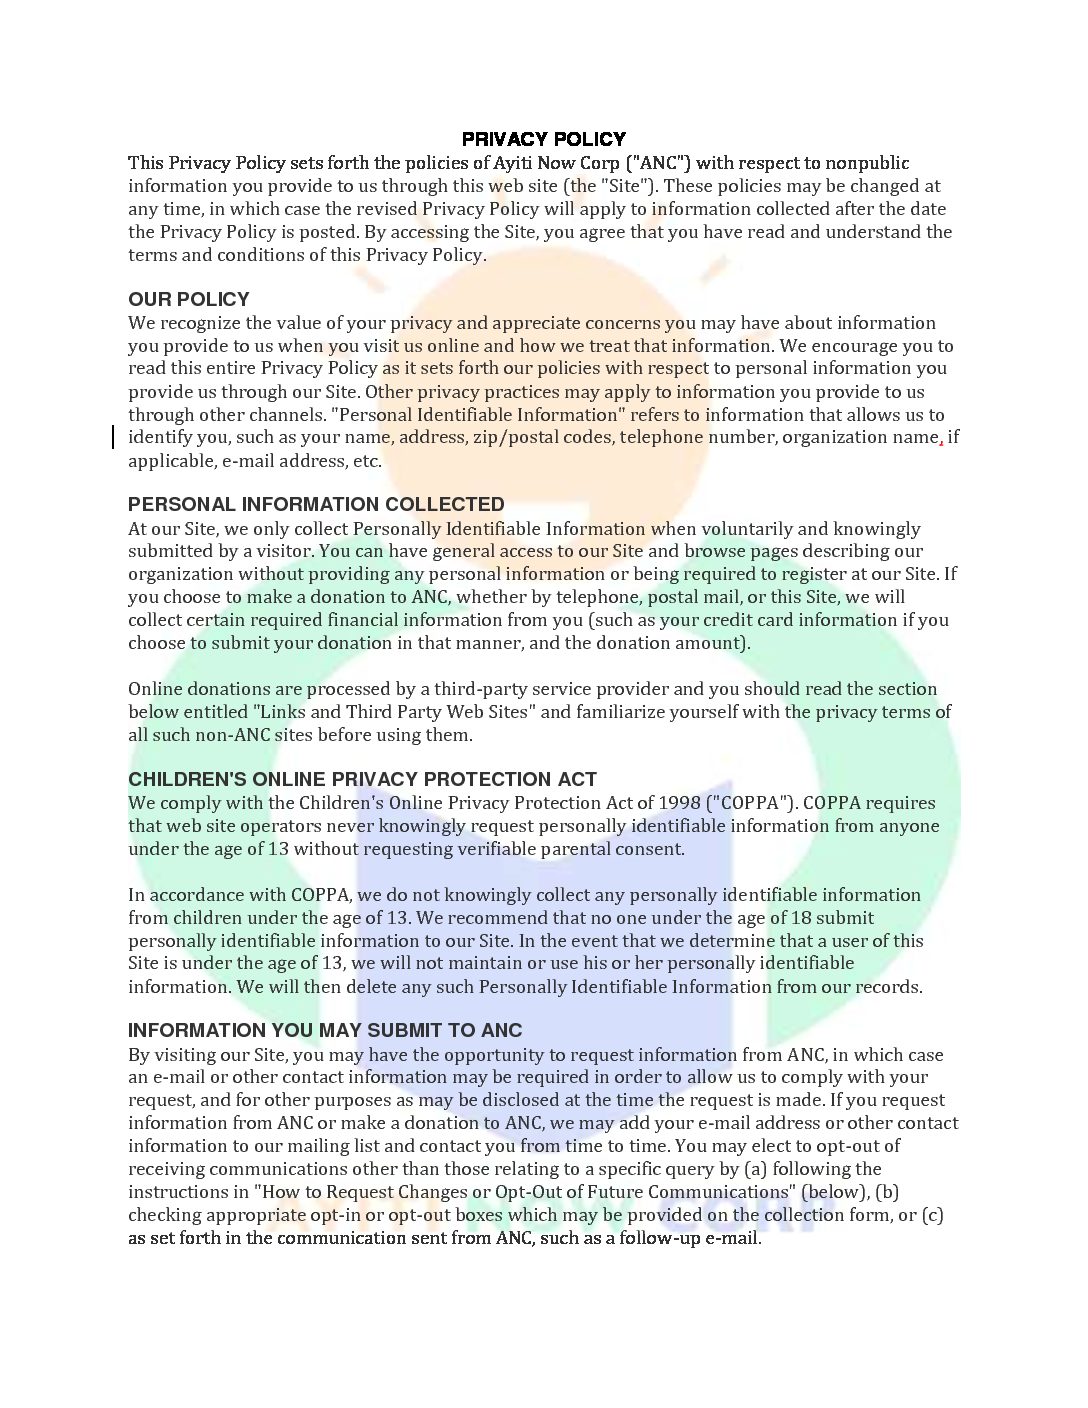 PRIVACY POLICY
This Privacy Policy sets forth the policies of Ayiti Now Corp ("ANC") with respect to nonpublic
information you provide to us through this web site (the "Site"). These policies may be changed at
any time, in which case the revised Privacy Policy will apply to information collected after the date
the Privacy Policy is posted. By accessing the Site, you agree that you have read and understand the
terms and conditions of this Privacy Policy.
OUR POLICY
We recognize the value of your privacy and appreciate concerns you may have about information
you provide to us when you visit us online and how we treat that information. We encourage you to
read this entire Privacy Policy as it sets forth our policies with respect to personal information you
provide us through our Site. Other privacy practices may apply to information you provide to us
through other channels. "Personal Identifiable Information" refers to information that allows us to
identify you, such as your name, address, zip/postal codes, telephone number, organization name, if
applicable, e-mail address, etc.
PERSONAL INFORMATION COLLECTED
At our Site, we only collect Personally Identifiable Information when voluntarily and knowingly
submitted by a visitor. You can have general access to our Site and browse pages describing our
organization without providing any personal information or being required to register at our Site. If
you choose to make a donation to ANC, whether by telephone, postal mail, or this Site, we will
collect certain required financial information from you (such as your credit card information if you
choose to submit your donation in that manner, and the donation amount).
Online donations are processed by a third-party service provider and you should read the section
below entitled "Links and Third Party Web Sites" and familiarize yourself with the privacy terms of
all such non-ANC sites before using them.
CHILDREN'S ONLINE PRIVACY PROTECTION ACT
We comply with the Children's Online Privacy Protection Act of 1998 ("COPPA"). COPPA requires
that web site operators never knowingly request personally identifiable information from anyone
under the age of 13 without requesting verifiable parental consent.
In accordance with COPPA, we do not knowingly collect any personally identifiable information
from children under the age of 13. We recommend that no one under the age of 18 submit
personally identifiable information to our Site. In the event that we determine that a user of this
Site is under the age of 13, we will not maintain or use his or her personally identifiable
information. We will then delete any such Personally Identifiable Information from our records.
INFORMATION YOU MAY SUBMIT TO ANC
By visiting our Site, you may have the opportunity to request information from ANC, in which case
an e-mail or other contact information may be required in order to allow us to comply with your
request, and for other purposes as may be disclosed at the time the request is made. If you request
information from ANC or make a donation to ANC, we may add your e-mail address or other contact
information to our mailing list and contact you from time to time. You may elect to opt-out of
receiving communications other than those relating to a specific query by (a) following the
instructions in "How to Request Changes or Opt-Out of Future Communications" (below), (b)
checking appropriate opt-in or opt-out boxes which may be provided on the collection form, or (c)
as set forth in the communication sent from ANC, such as a follow-up e-mail.
AYITI NOW CORP